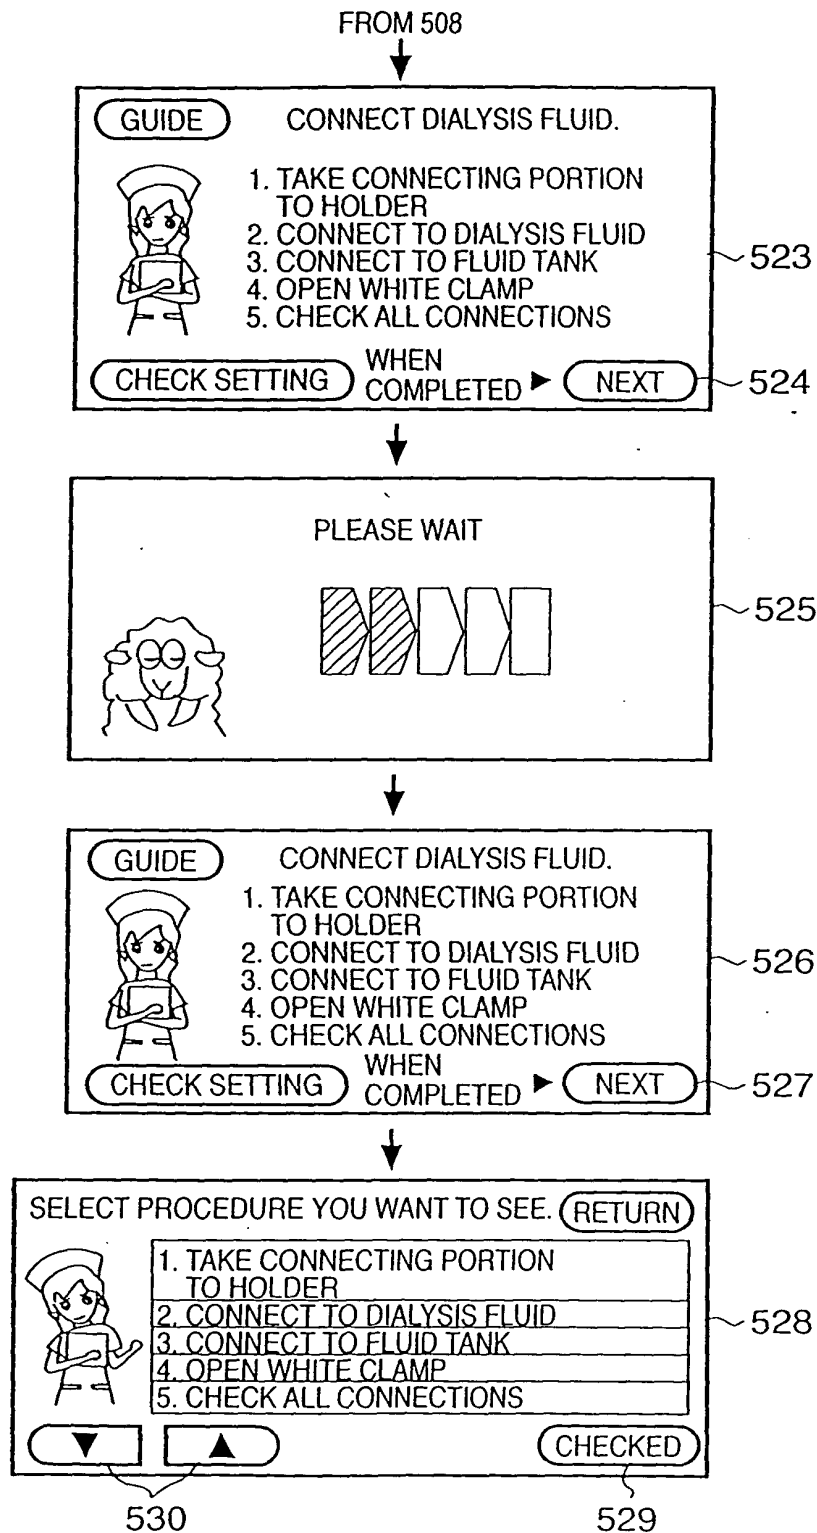 FROM 508
GUIDE CONNECT DIALYSIS FLUID.
1. TAKE CONNECTING PORTION
TO HOLDER
2. CONNECT TO DIALYSIS FLUID
3. CONNECT TO FLUID TANK
4. OPEN WHITE CLAMP
5. CHECK ALL CONNECTIONS
523
CHECK SETTING WHEN
COMPLETED ▶ NEXT
524
PLEASE WAIT
525
GUIDE CONNECT DIALYSIS FLUID.
1. TAKE CONNECTING PORTION
TO HOLDER
2. CONNECT TO DIALYSIS FLUID
3. CONNECT TO FLUID TANK
4. OPEN WHITE CLAMP
5. CHECK ALL CONNECTIONS
526
CHECK SETTING WHEN
COMPLETED ▶ NEXT
527
SELECT PROCEDURE YOU WANT TO SEE. RETURN
1. TAKE CONNECTING PORTION
TO HOLDER
2. CONNECT TO DIALYSIS FLUID
3. CONNECT TO FLUID TANK
4. OPEN WHITE CLAMP
5. CHECK ALL CONNECTIONS
528
▼ ▲ CHECKED
530 529